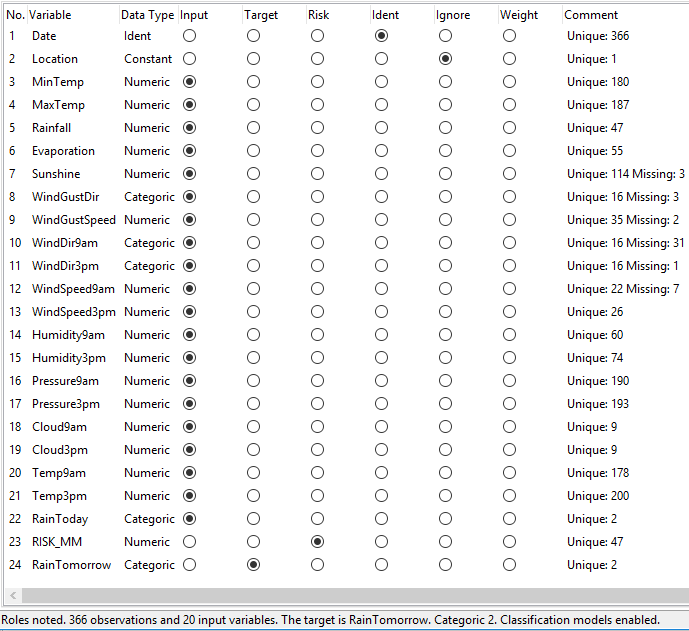 No. Variable Data Type Input Target Risk Ident Ignore Weight Comment
1 Date Ident Unique: 366
2 Location Constant Unique: 1
3 MinTemp Numeric Unique: 180
4 MaxTemp Numeric Unique: 187
5 Rainfall Numeric Unique: 47
6 Evaporation Numeric Unique: 55
7 Sunshine Numeric Unique: 114 Missing: 3
8 WindGustDir Categoric Unique: 16 Missing: 3
9 WindGustSpeed Numeric Unique: 35 Missing: 2
10 WindDir9am Categoric Unique: 16 Missing: 31
11 WindDir3pm Categoric Unique: 16 Missing: 1
12 WindSpeed9am Numeric Unique: 22 Missing: 7
13 WindSpeed3pm Numeric Unique: 26
14 Humidity9am Numeric Unique: 60
15 Humidity3pm Numeric Unique: 74
16 Pressure9am Numeric Unique: 190
17 Pressure3pm Numeric Unique: 193
18 Cloud9am Numeric Unique: 9
19 Cloud3pm Numeric Unique: 9
20 Temp9am Numeric Unique: 178
21 Temp3pm Numeric Unique: 200
22 RainToday Categoric Unique: 2
23 RISK_MM Numeric Unique: 47
24 RainTomorrow Categoric Unique: 2
Roles noted. 366 observations and 20 input variables. The target is RainTomorrow. Categoric 2. Classification models enabled.